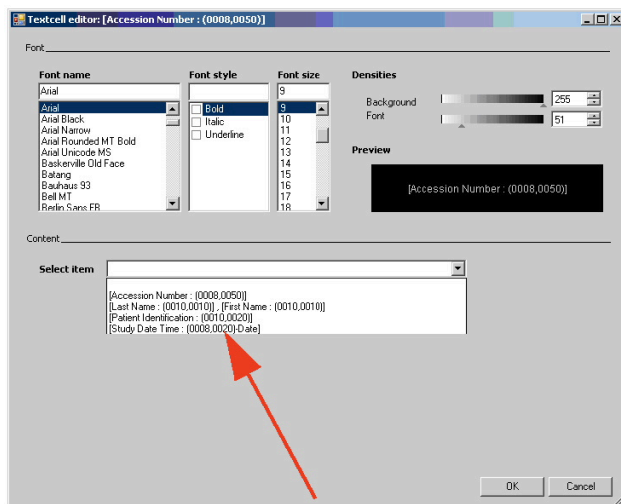 Textcell editor: [Accession Number : (0008,0050)]
Font
Font name Font style Font size Densities
Arial 9
Arial Bold 9 Background 255
Arial Black Italic 10 Font 51
Arial Narrow Underline 11
Arial Rounded MT Bold 12
Arial Unicode MS 13 Preview
Baskerville Old Face 14
Batang 15
Bauhaus 93 16 [Accession Number : (0008,0050)]
Bell MT 17
Berlin Sans FB 18
Content
Select item
[Accession Number : (0008,0050)]
[Last Name : (0010,0010)] , [First Name : (0010,0010)]
[Patient Identification : (0010,0020)]
[Study Date Time : (0008,0020)-Date]
OK Cancel